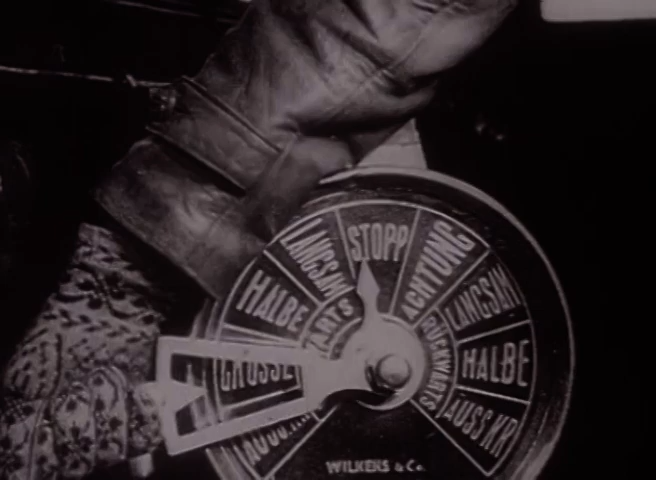 STOPP
LANGSAM
ACHTUNG
HALBE
LANGSAM
GROSSE
HALBE
AUSS.KR
RÜCKWÄRTS
WILKENS & Co.